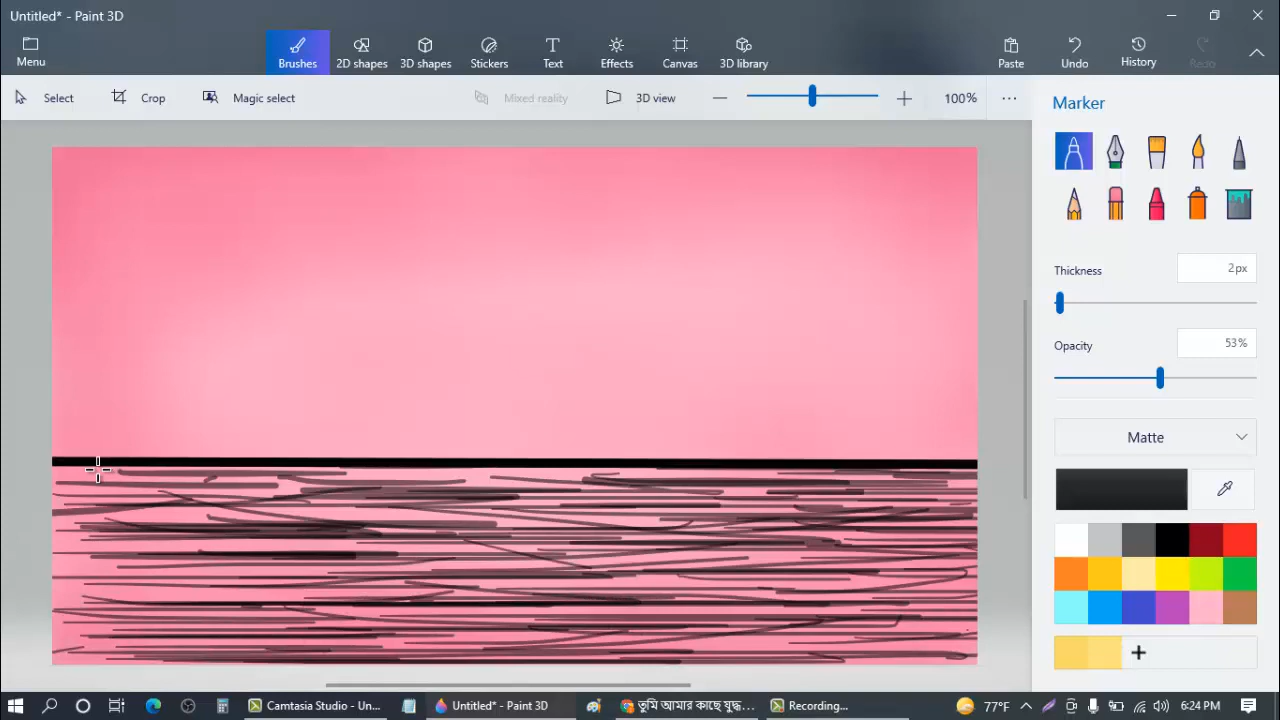 Untitled* - Paint 3D
Menu
Brushes
2D shapes
3D shapes
Stickers
Text
Effects
Canvas
3D library
Paste
Undo
History
Redo
Select
Crop
Magic select
Mixed reality
3D view
100%
Marker
Thickness
2px
Opacity
53%
Matte
Camtasia Studio - Un...
Untitled* - Paint 3D
তুমি আমার কাছে যুদ্ধ...
Recording...
77°F
6:24 PM